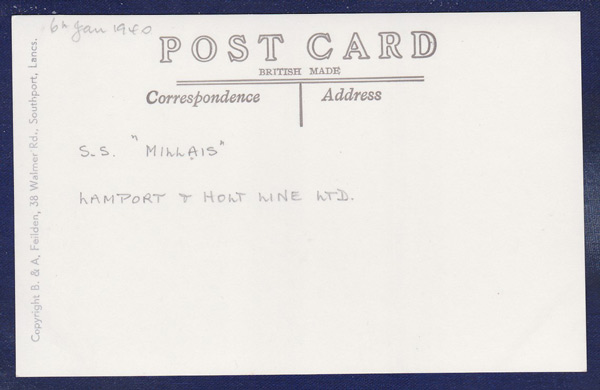 6th Jan 1940
POST CARD
BRITISH MADE
Correspondence Address
S.S. "MILLAIS"
LAMPORT & HOLT LINE LTD.
Copyright B. & A. Feilden, 38 Walmer Rd., Southport, Lancs.